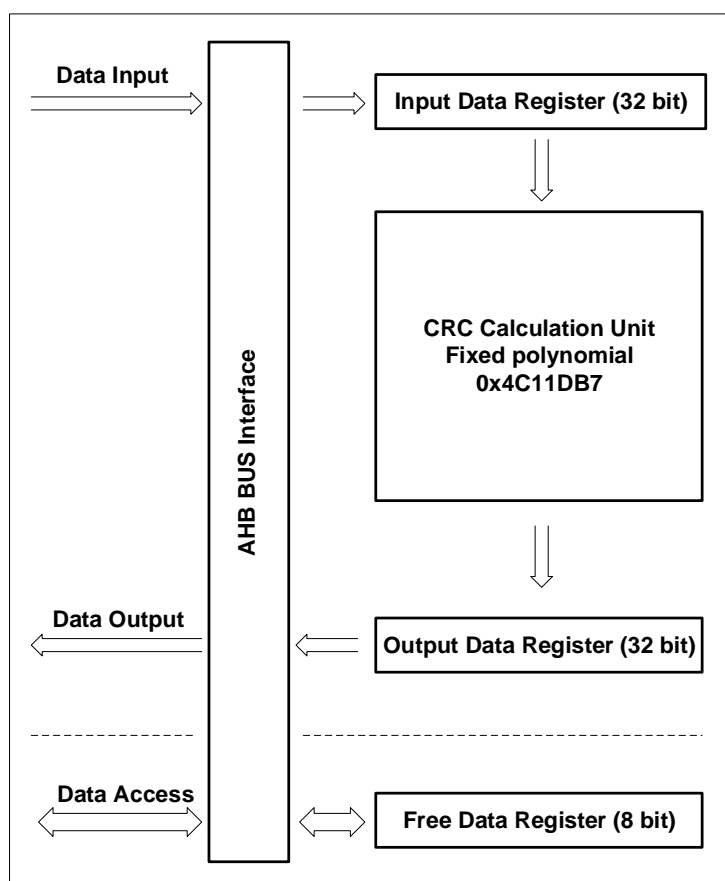 Data Input
Input Data Register (32 bit)
CRC Calculation Unit
Fixed polynomial
0x4C11DB7
AHB BUS Interface
Data Output
Output Data Register (32 bit)
Data Access
Free Data Register (8 bit)